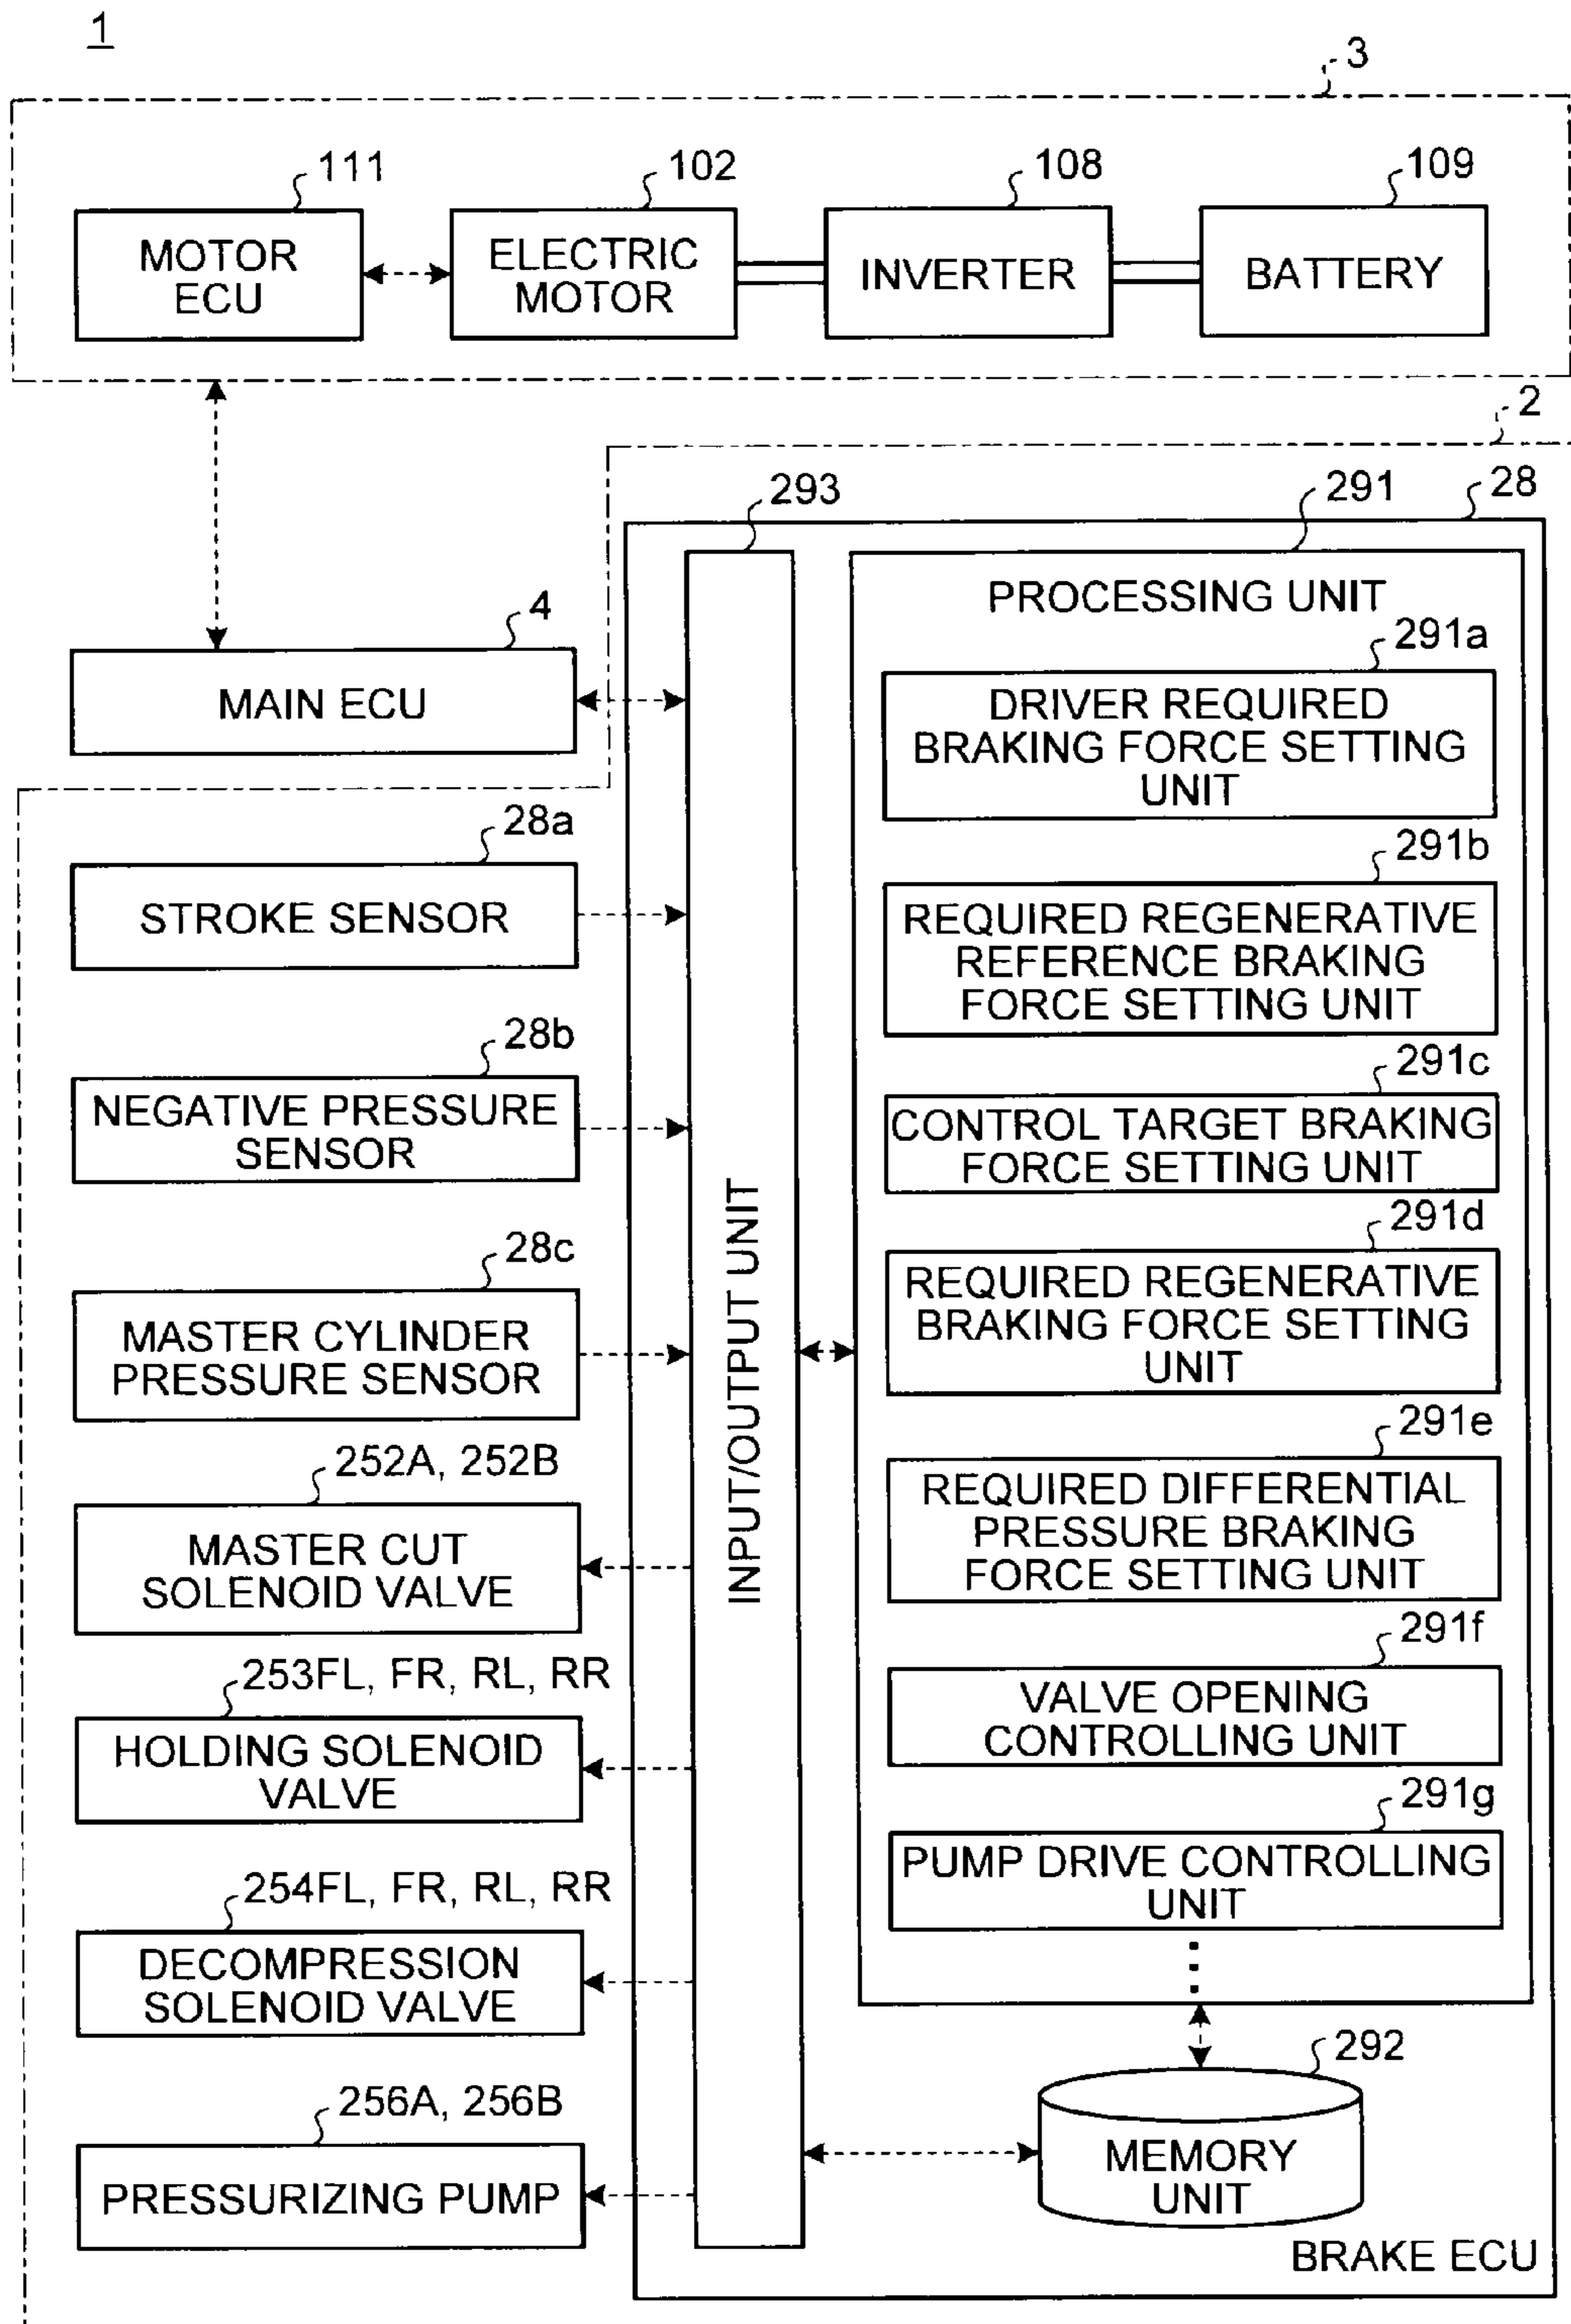 1
3
111
102
108
109
MOTOR
ECU
ELECTRIC
MOTOR
INVERTER
BATTERY
2
293
291
28
PROCESSING UNIT
4
MAIN ECU
291a
DRIVER REQUIRED
BRAKING FORCE SETTING
UNIT
28a
STROKE SENSOR
291b
REQUIRED REGENERATIVE
REFERENCE BRAKING
FORCE SETTING UNIT
28b
NEGATIVE PRESSURE
SENSOR
291c
CONTROL TARGET BRAKING
FORCE SETTING UNIT
28c
MASTER CYLINDER
PRESSURE SENSOR
INPUT/OUTPUT UNIT
291d
REQUIRED REGENERATIVE
BRAKING FORCE SETTING
UNIT
252A, 252B
MASTER CUT
SOLENOID VALVE
291e
REQUIRED DIFFERENTIAL
PRESSURE BRAKING
FORCE SETTING UNIT
253FL, FR, RL, RR
HOLDING SOLENOID
VALVE
291f
VALVE OPENING
CONTROLLING UNIT
254FL, FR, RL, RR
DECOMPRESSION
SOLENOID VALVE
291g
PUMP DRIVE CONTROLLING
UNIT
256A, 256B
PRESSURIZING PUMP
292
MEMORY
UNIT
BRAKE ECU